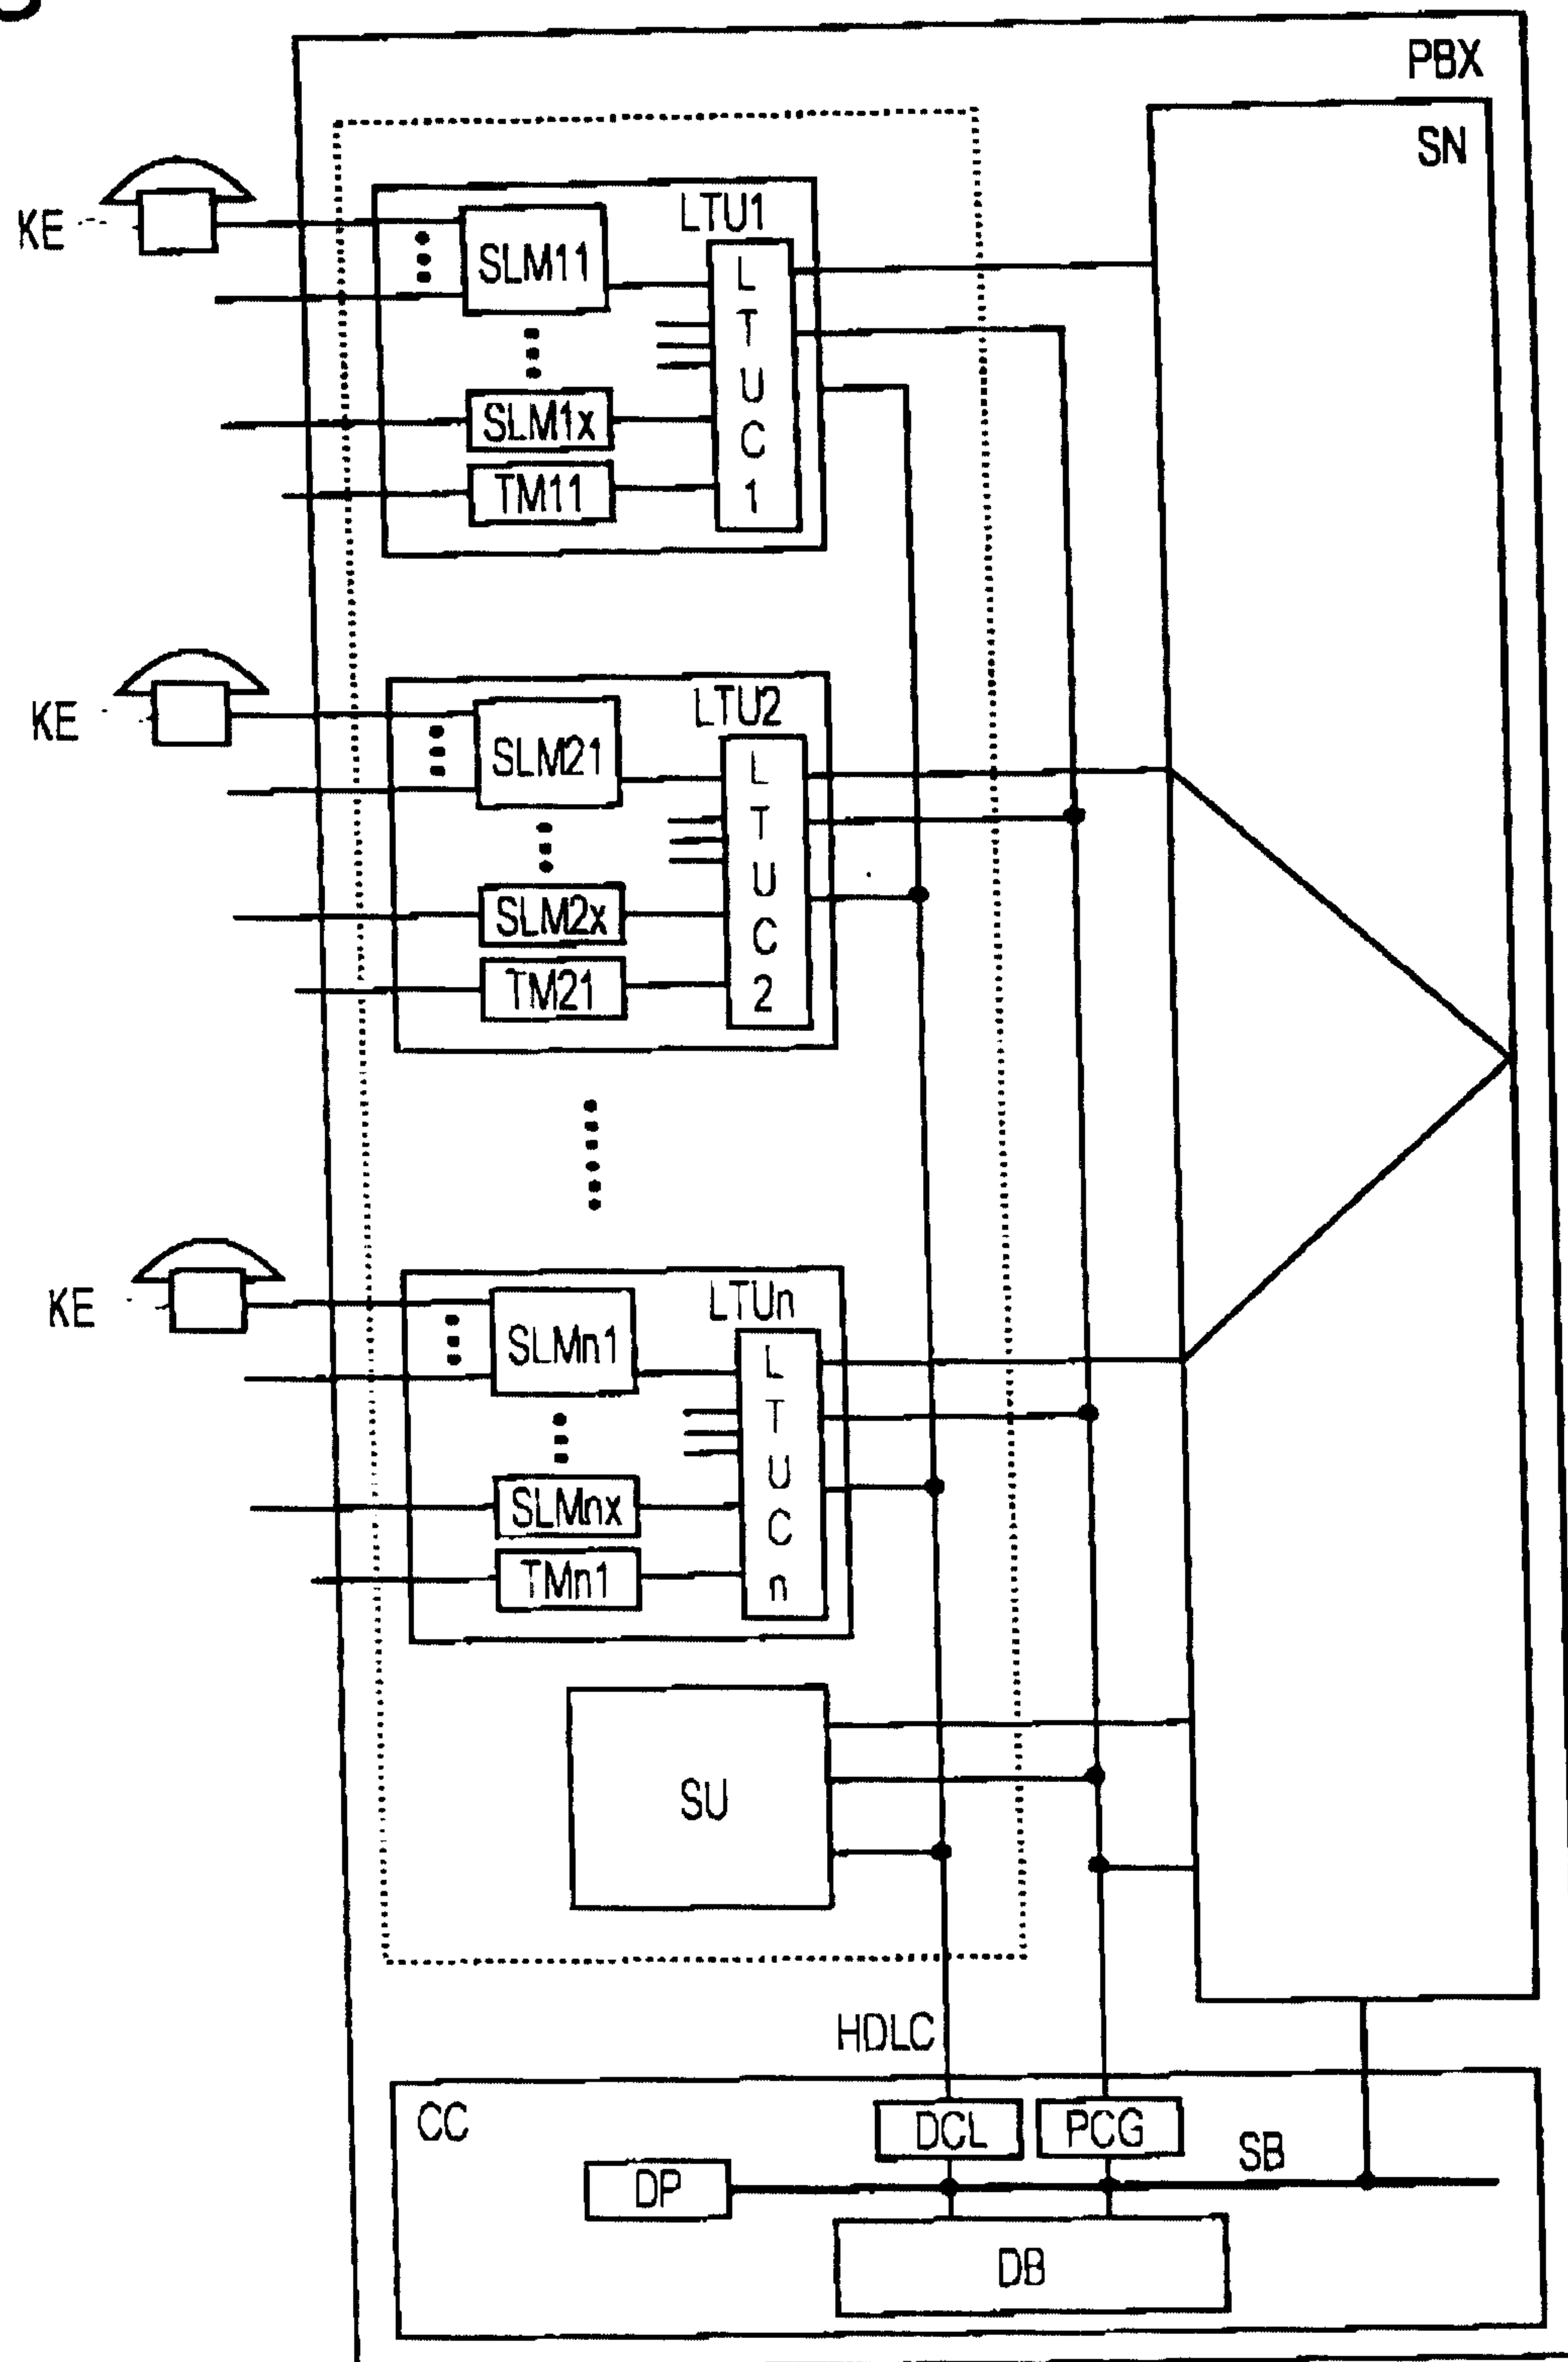 PBX
SN
KE
LTU1
SLM11
LTUC1
SLM1x
TM11
KE
LTU2
SLM21
LTUC2
SLM2x
TM21
KE
LTUn
SLMn1
LTUCn
SLMnx
TMn1
SU
HDLC
CC
DCL
PCG
SB
DP
DB